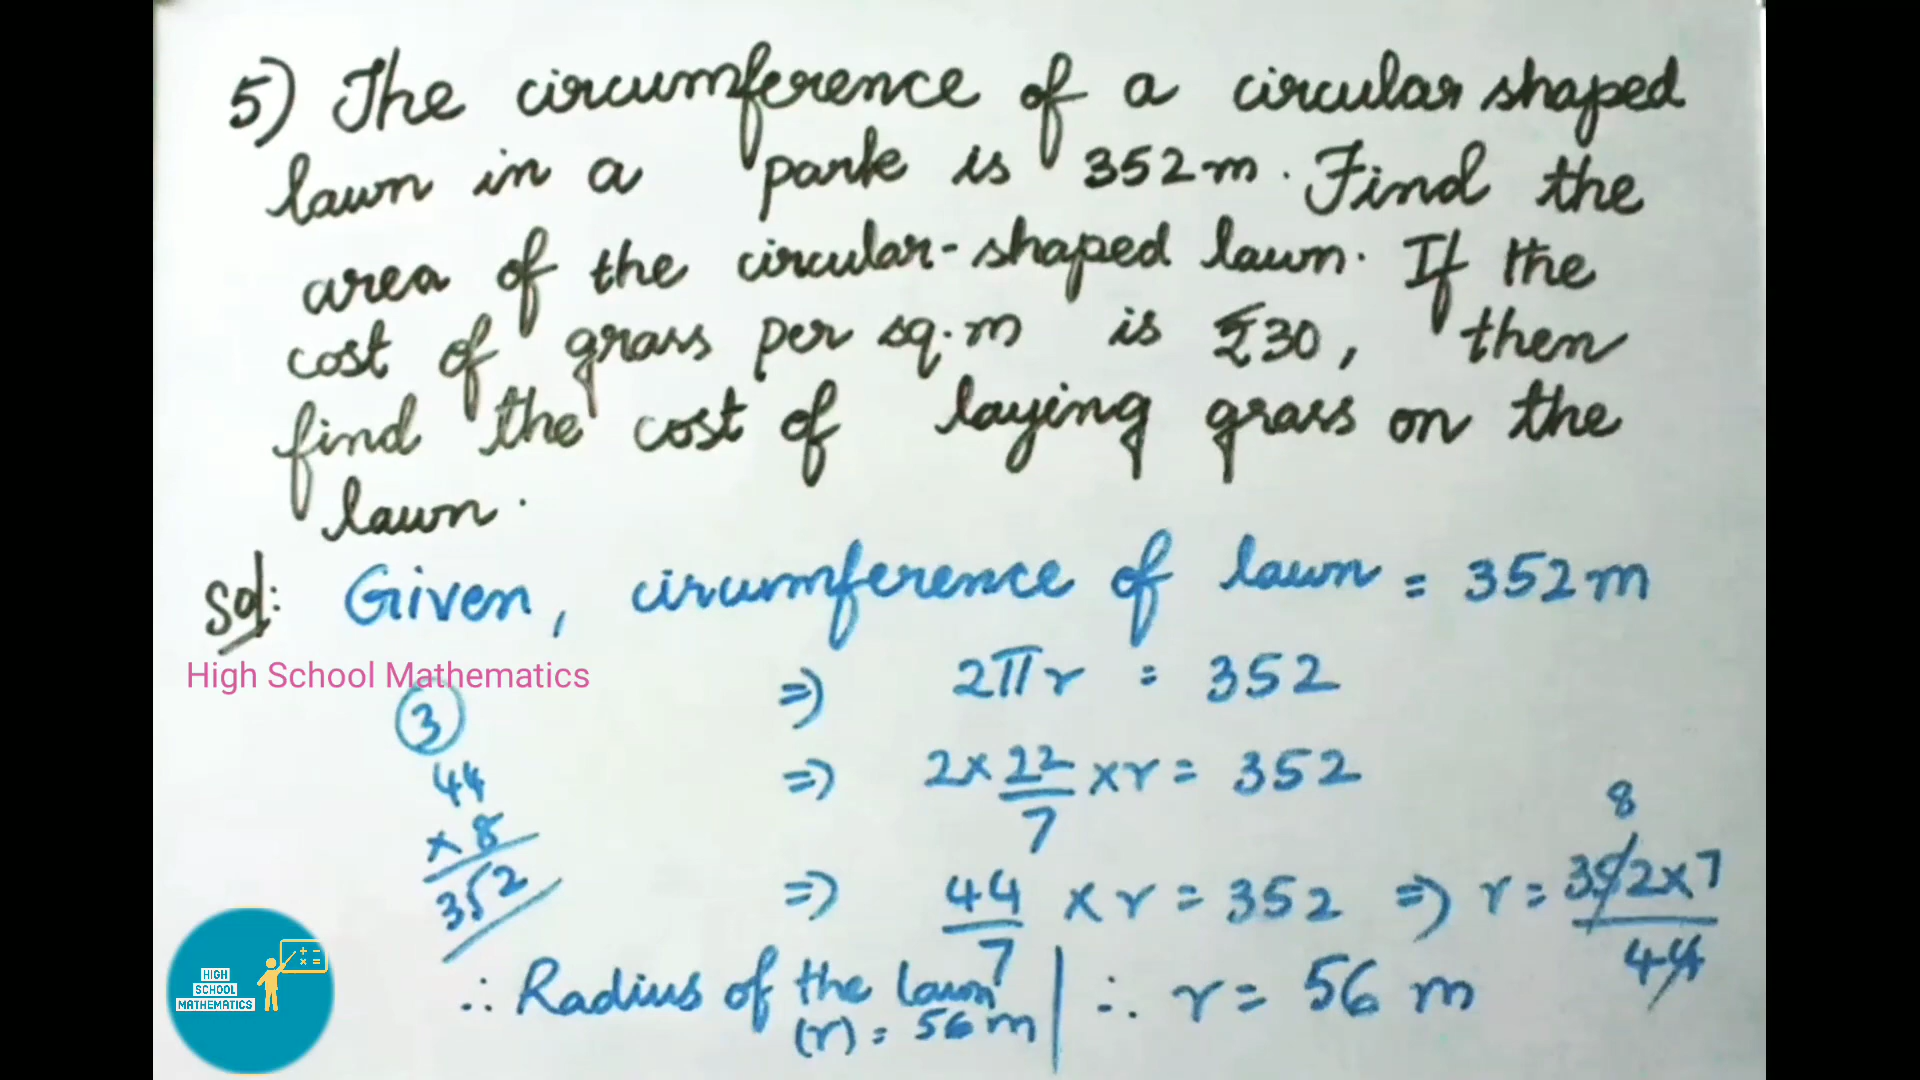 5) The circumference of a circular shaped
lawn in a park is 352m. Find the
area of the circular-shaped lawn. If the
cost of grass per sq.m is ₹30, then
find the cost of laying grass on the
lawn.
Sol: Given, circumference of lawn = 352m
High School Mathematics
⇒ 2πr = 352
3
⇒ 2×22/7 ×r = 352
44
×8
352
⇒ 44/7 × r = 352 ⇒ r = 352×7/44
8
∴ Radius of the lawn
(r) = 56m
∴ r = 56 m
HIGH
SCHOOL
MATHEMATICS
+ −
× =